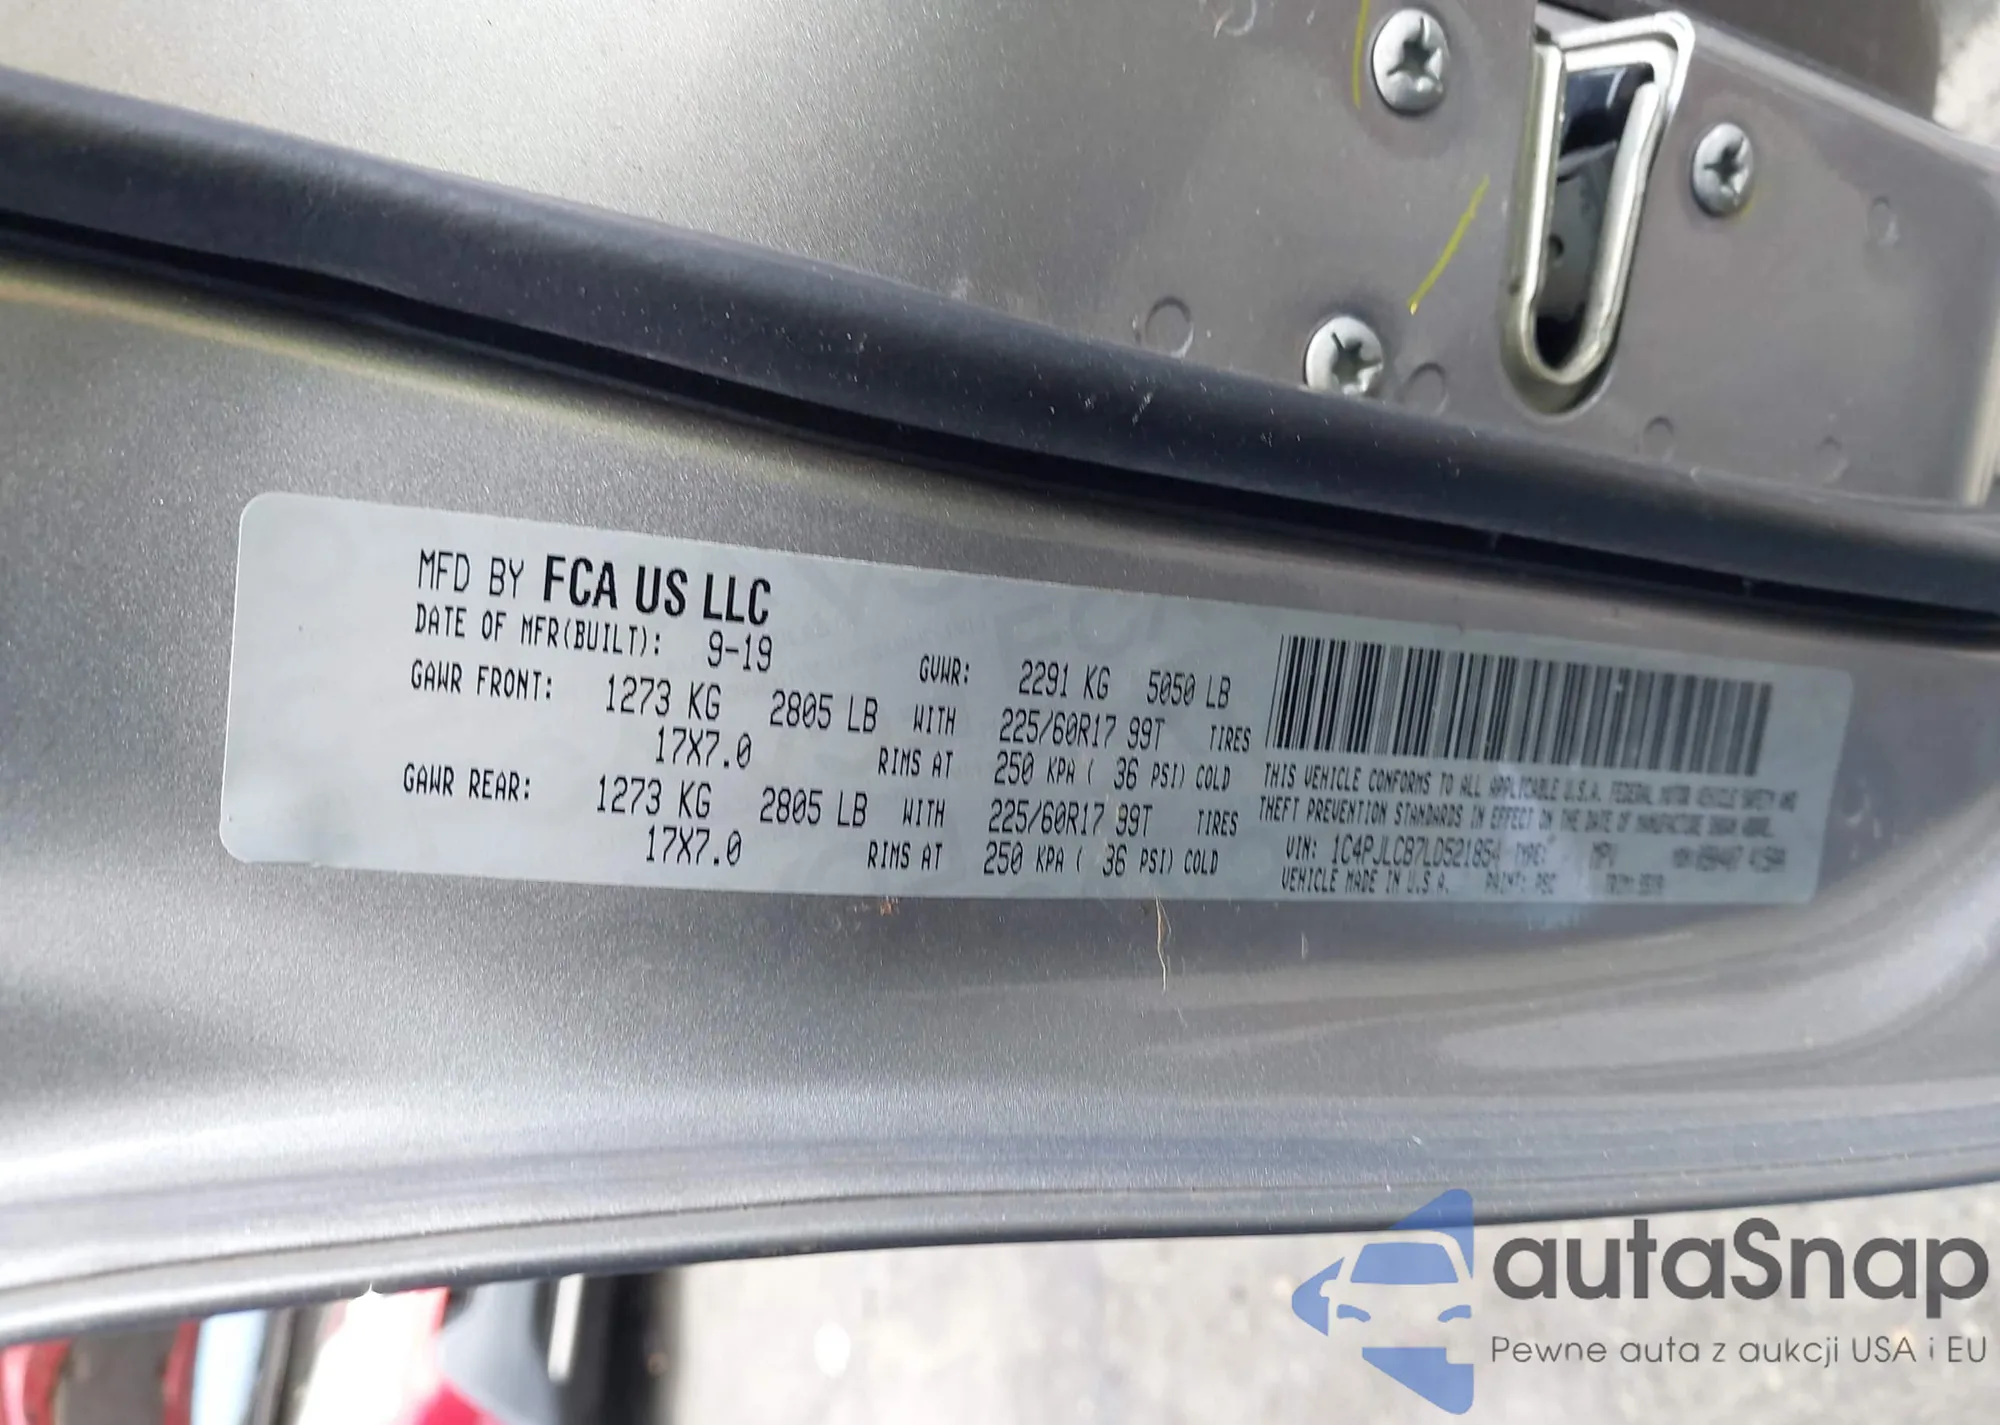 MFD BY FCA US LLC
DATE OF MFR(BUILT): 9-19
GVWR: 2291 KG 5050 LB
GAWR FRONT: 1273 KG 2805 LB WITH 225/60R17 99T TIRES
17X7.0 RIMS AT 250 KPA ( 36 PSI) COLD
GAWR REAR: 1273 KG 2805 LB WITH 225/60R17 99T TIRES
17X7.0 RIMS AT 250 KPA ( 36 PSI) COLD
THIS VEHICLE CONFORMS TO ALL APPLICABLE U.S.A. FEDERAL MOTOR VEHICLE SAFETY AND
THEFT PREVENTION STANDARDS IN EFFECT ON THE DATE OF MANUFACTURE SHOWN ABOVE.
VIN: 1C4PJLCB7LD521854 TYPE: MPV
VEHICLE MADE IN U.S.A. PAINT: PSC
autaSnap
Pewne auta z aukcji USA i EU